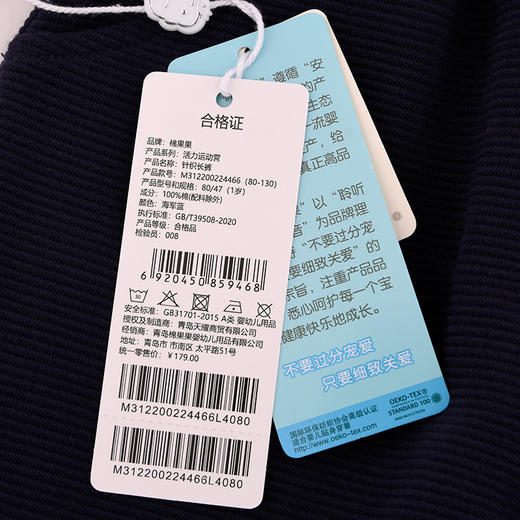 合格证
品牌：棉果果
产品系列：活力运动营
产品名称：针织长裤
产品款号：M312200224466 (80-130)
产品型号和规格：80/47 (1岁)
成分：100%棉(配料除外)
颜色：海军蓝
执行标准：GB/T39508-2020
产品等级：合格品
检验员：008
6 920450 859468
安全标准：GB31701-2015 A类 婴幼儿用品
授权及制造商：青岛天耀商贸有限公司
经销商：青岛棉果果婴幼儿用品有限公司
地址：青岛市 市南区 太平路51号
统一零售价：¥179.00
M312200224466L4080
M312200224466L4080
遵循“安
的产
生态
一流婴
产，给
真正高品
”以“聆听
音”为品牌理
“不要过分宠
要细致关爱”的
宗旨，注重产品品
悉心呵护每一个宝
健康快乐地成长。
不要过分宠爱
只要细致关爱
OEKO-TEX®
STANDARD 100
国际环保纺织协会高级认证
适合婴儿贴身穿着
http://www.oeko-tex.com